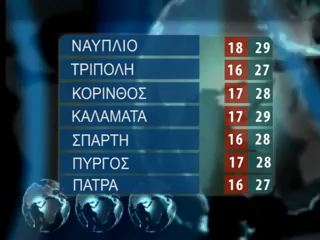 ΝΑΥΠΛΙΟ 18 29
ΤΡΙΠΟΛΗ 16 27
ΚΟΡΙΝΘΟΣ 17 28
ΚΑΛΑΜΑΤΑ 17 29
ΣΠΑΡΤΗ 16 28
ΠΥΡΓΟΣ 17 28
ΠΑΤΡΑ 16 27